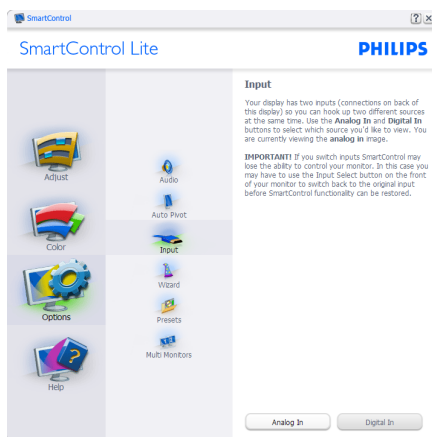 SmartControl
SmartControl Lite
PHILIPS
Adjust
Color
Options
Help
Audio
Auto Pivot
Input
Wizard
Presets
Multi Monitors
Input
Your display has two inputs (connections on back of
this display) so you can hook up two different sources
at the same time. Use the Analog In and Digital In
buttons to select which source you'd like to view. You
are currently viewing the analog in image.
IMPORTANT! If you switch inputs SmartControl may
lose the ability to control your monitor. In this case you
may have to use the Input Select button on the front
of your monitor to switch back to the original input
before SmartControl functionality can be restored.
Analog In
Digital In